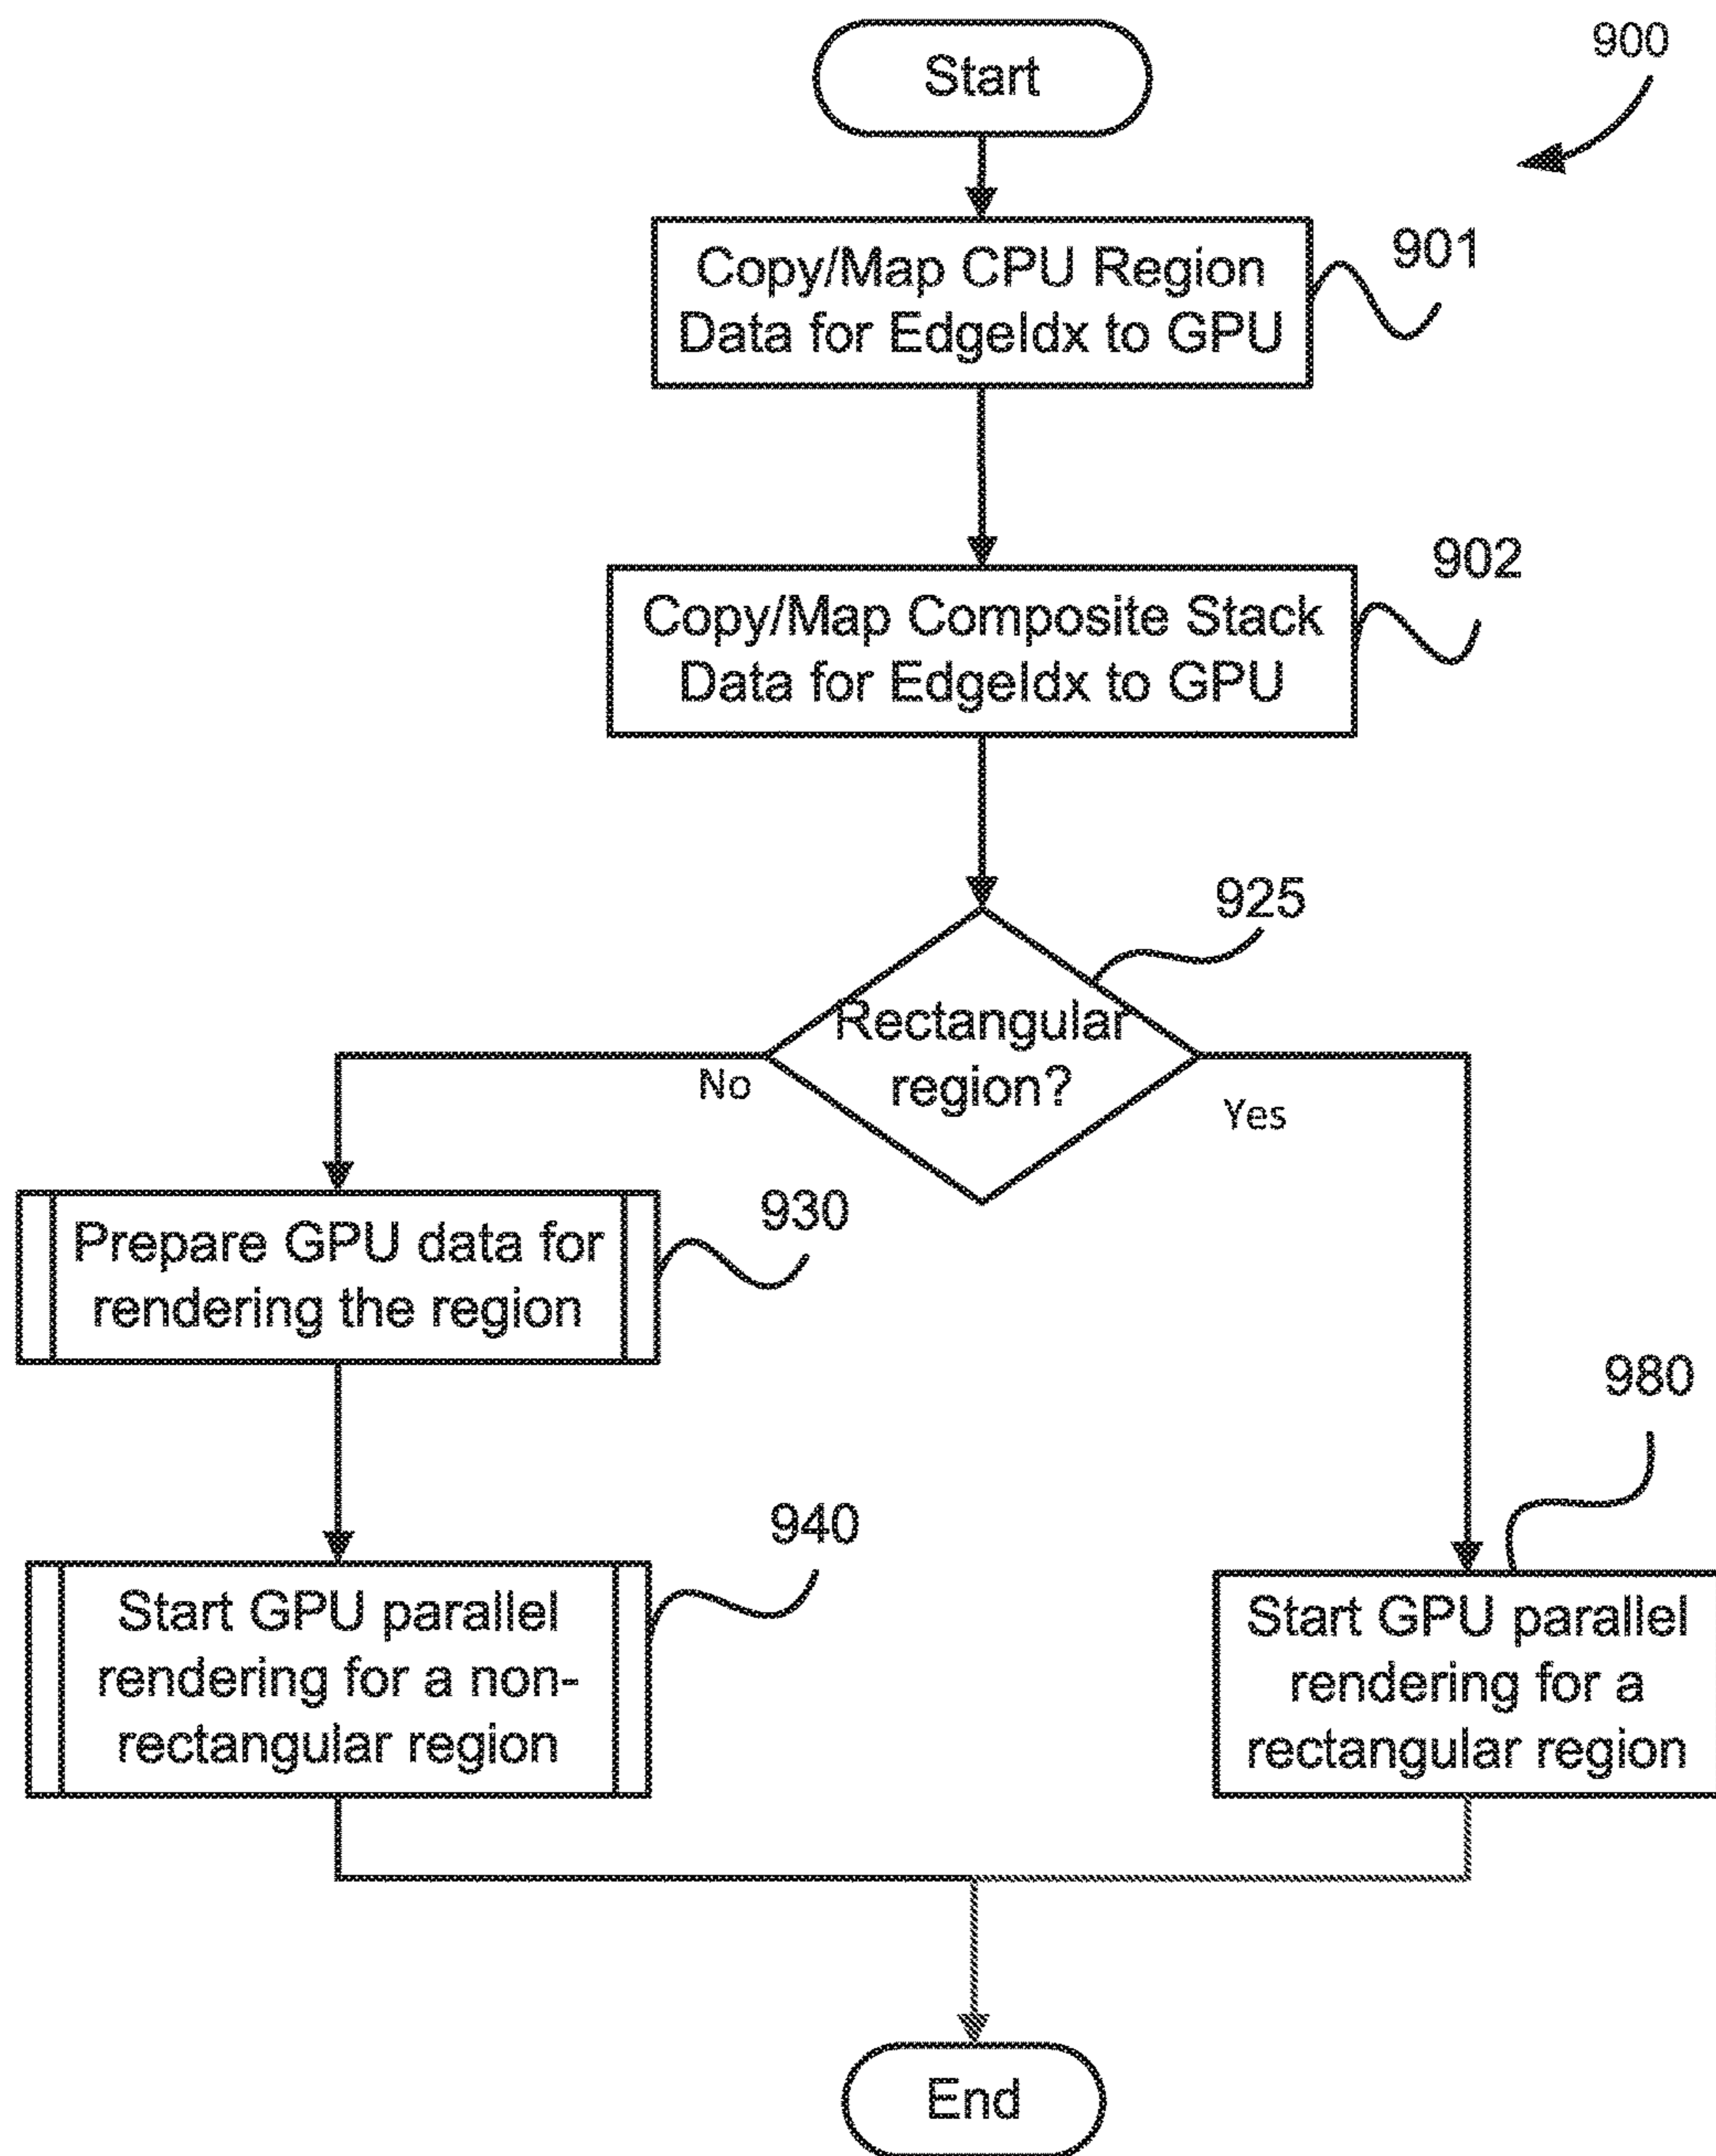 Start
900
Copy/Map CPU Region
Data for EdgeIdx to GPU
901
Copy/Map Composite Stack
Data for EdgeIdx to GPU
902
925
Rectangular
region?
No
Yes
Prepare GPU data for
rendering the region
930
980
Start GPU parallel
rendering for a non-
rectangular region
940
Start GPU parallel
rendering for a
rectangular region
End